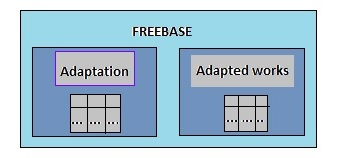 FREEBASE
Adaptation
Adapted works
... ... ...
... ... ...